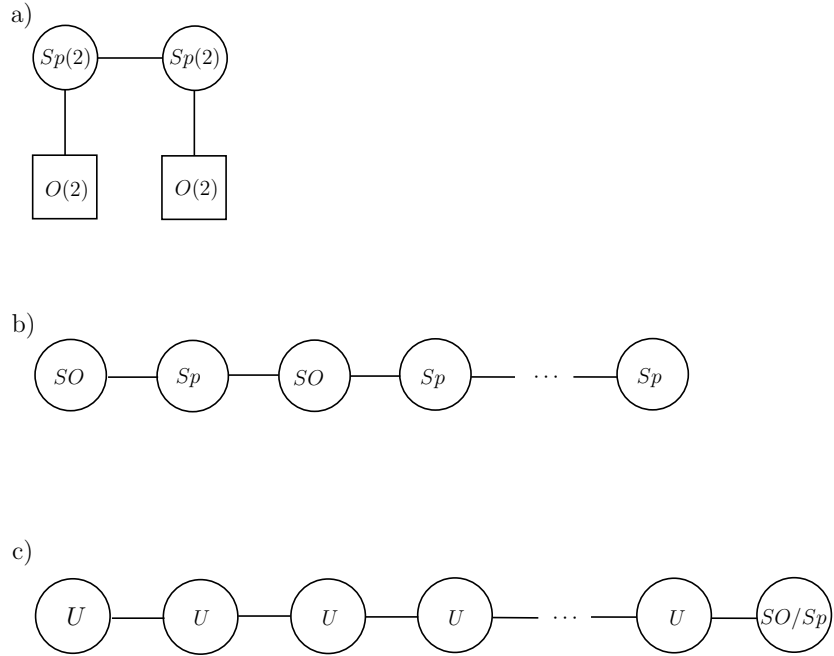 a)
Sp(2) Sp(2)
O(2) O(2)
b)
SO Sp SO Sp ··· Sp
c)
U U U U ··· U SO/Sp